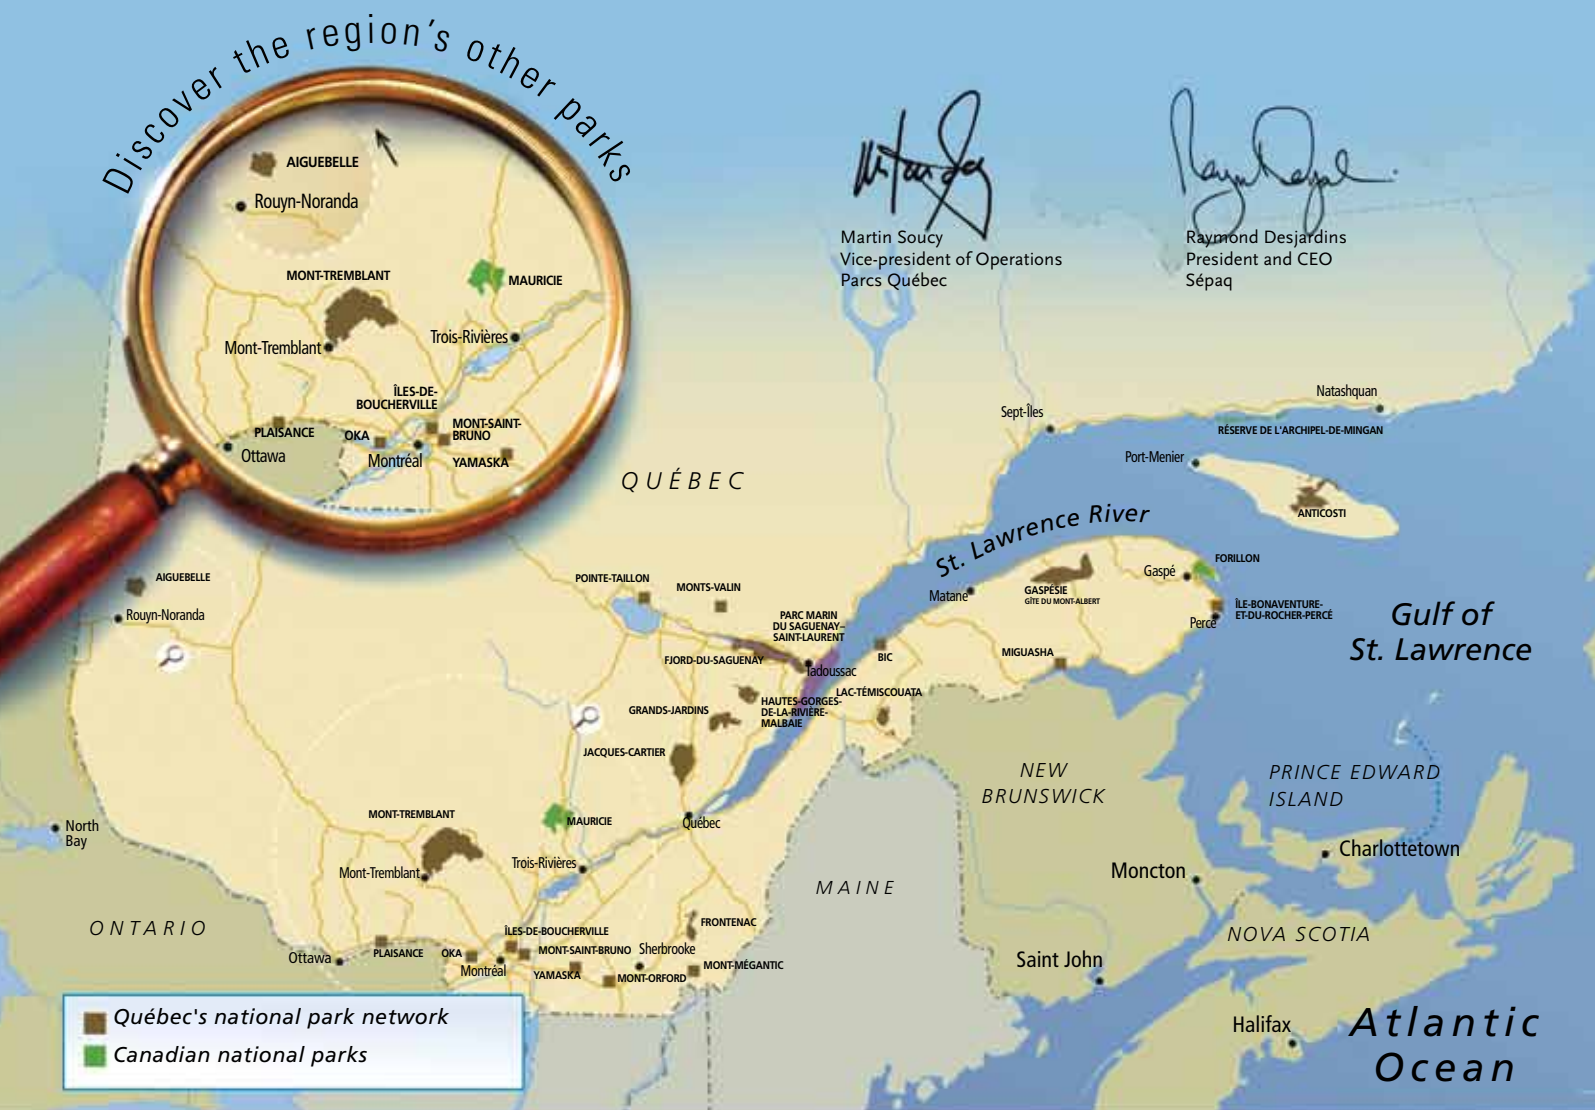 Discover the region's other parks
AIGUEBELLE
Rouyn-Noranda
MONT-TREMBLANT
MAURICIE
Trois-Rivières
Mont-Tremblant
ÎLES-DE-
BOUCHERVILLE
MONT-SAINT-
BRUNO
PLAISANCE
OKA
Ottawa
Montréal
YAMASKA
Martin Soucy
Vice-president of Operations
Parcs Québec
Raymond Desjardins
President and CEO
Sépaq
QUÉBEC
Sept-Îles
Natashquan
RÉSERVE DE L'ARCHIPEL-DE-MINGAN
Port-Menier
ANTICOSTI
St. Lawrence River
AIGUEBELLE
Rouyn-Noranda
POINTE-TAILLON
MONTS-VALIN
PARC MARIN
DU SAGUENAY–
SAINT-LAURENT
FJORD-DU-SAGUENAY
Tadoussac
BIC
Matane
GASPÉSIE
GÎTE DU MONT-ALBERT
Gaspé
FORILLON
ÎLE-BONAVENTURE-
ET-DU-ROCHER-PERCÉ
Percé
MIGUASHA
Gulf of
St. Lawrence
GRANDS-JARDINS
HAUTES-GORGES-
DE-LA-RIVIÈRE-
MALBAIE
LAC-TÉMISCOUATA
JACQUES-CARTIER
NEW
BRUNSWICK
PRINCE EDWARD
ISLAND
North
Bay
MONT-TREMBLANT
MAURICIE
Québec
Mont-Tremblant
Trois-Rivières
Charlottetown
Moncton
MAINE
ONTARIO
FRONTENAC
ÎLES-DE-BOUCHERVILLE
NOVA SCOTIA
Ottawa
PLAISANCE
OKA
Montréal
MONT-SAINT-BRUNO
Sherbrooke
YAMASKA
MONT-ORFORD
MONT-MÉGANTIC
Saint John
Halifax
Atlantic
Ocean
Québec's national park network
Canadian national parks